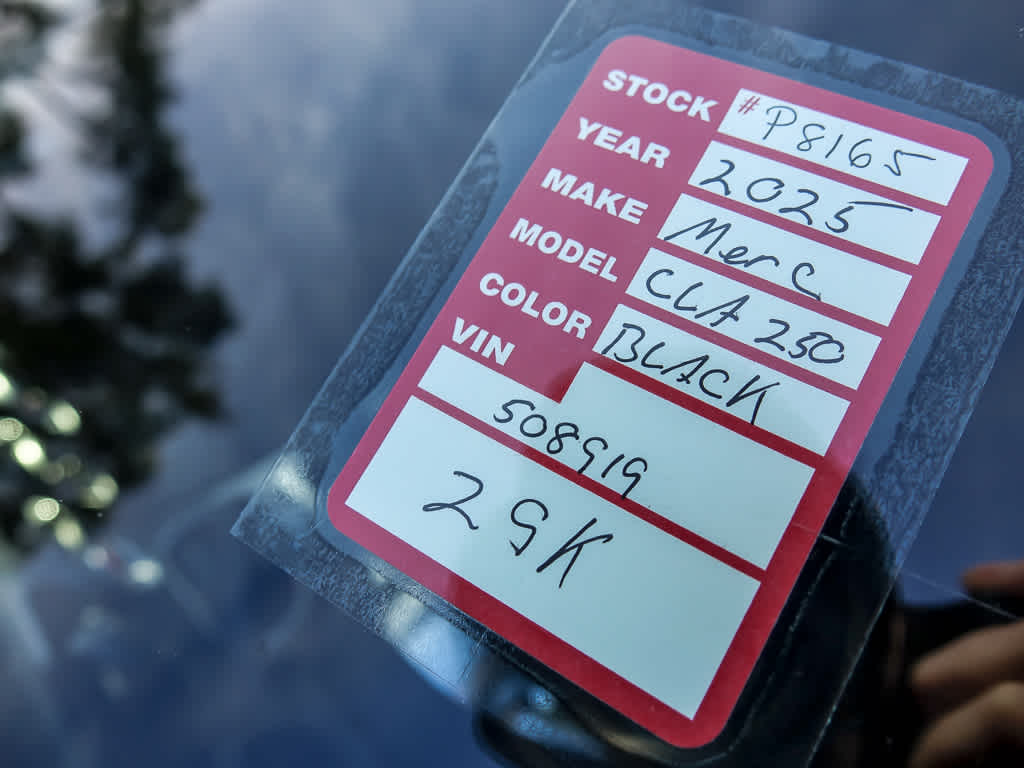 STOCK #P8165
YEAR 2025
MAKE Merc
MODEL CLA 250
COLOR BLACK
VIN
508919
29K